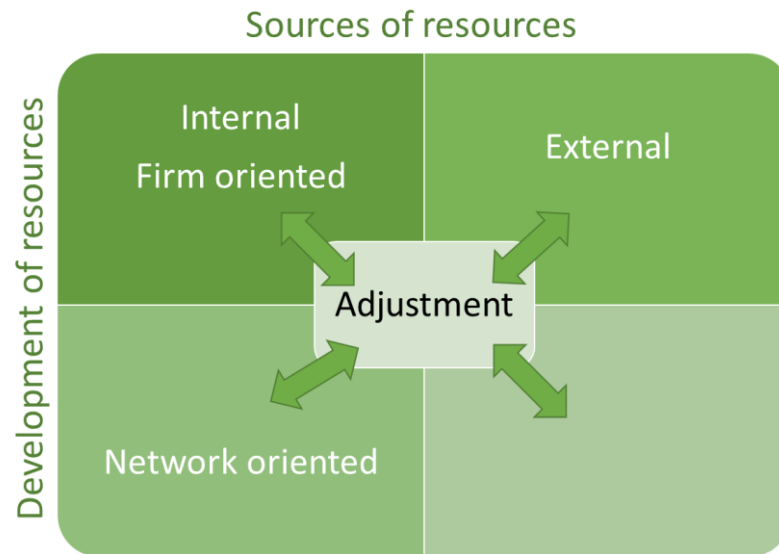 Sources of resources
Development of resources
Internal
Firm oriented
External
Adjustment
Network oriented